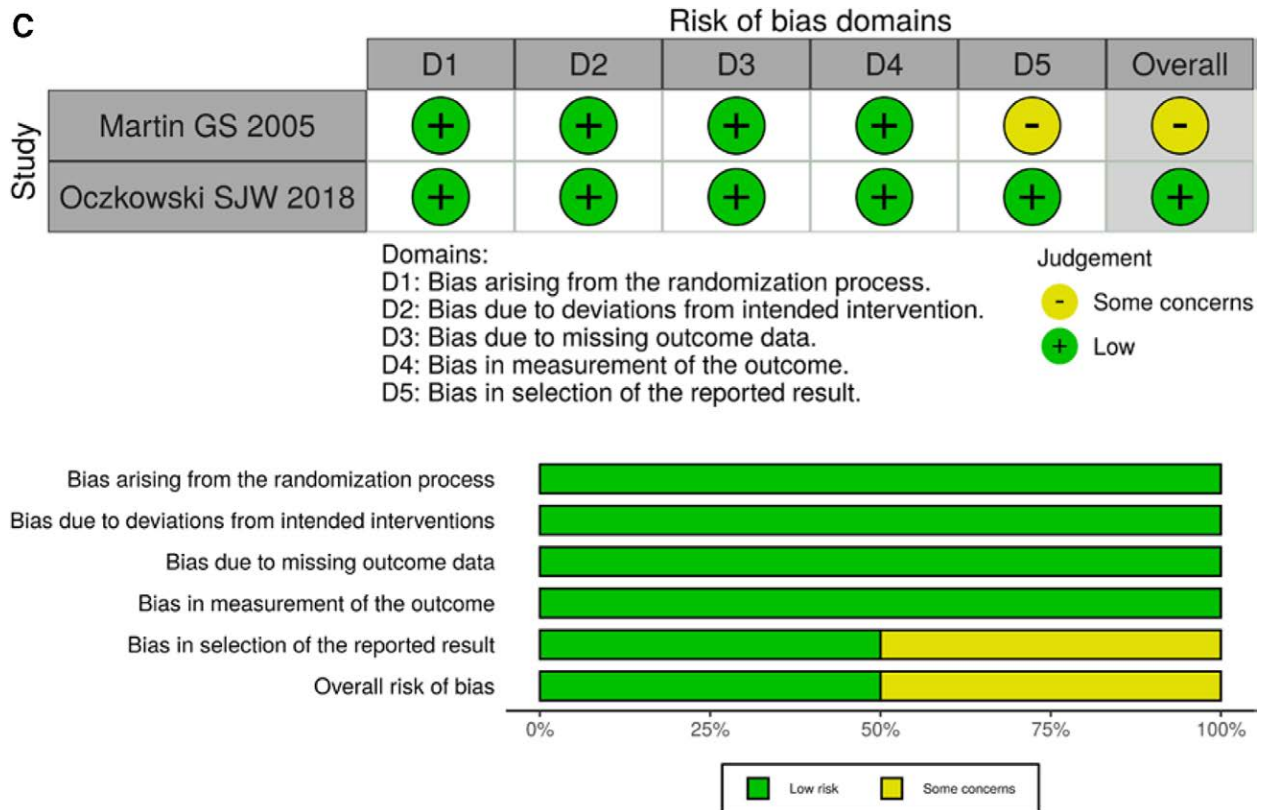 C
Risk of bias domains
D1 D2 D3 D4 D5 Overall
Study
Martin GS 2005 + + + + - -
Oczkowski SJW 2018 + + + + + +
Domains:
D1: Bias arising from the randomization process.
D2: Bias due to deviations from intended intervention.
D3: Bias due to missing outcome data.
D4: Bias in measurement of the outcome.
D5: Bias in selection of the reported result.
Judgement
- Some concerns
+ Low
Bias arising from the randomization process
Bias due to deviations from intended interventions
Bias due to missing outcome data
Bias in measurement of the outcome
Bias in selection of the reported result
Overall risk of bias
0% 25% 50% 75% 100%
Low risk Some concerns